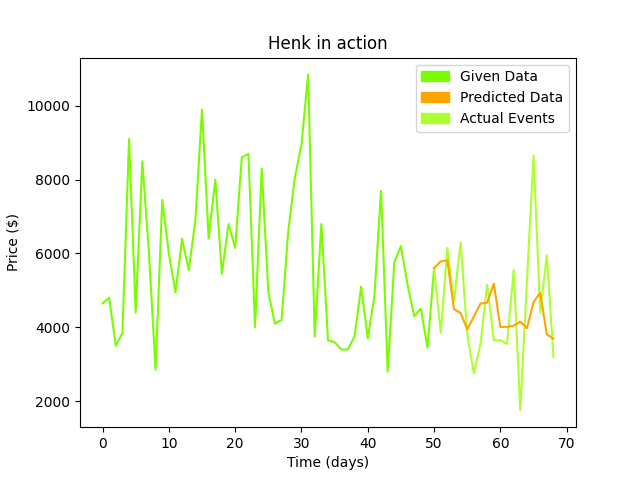 Henk in action
Given Data
Predicted Data
Actual Events
Price ($)
10000
8000
6000
4000
2000
0 10 20 30 40 50 60 70
Time (days)